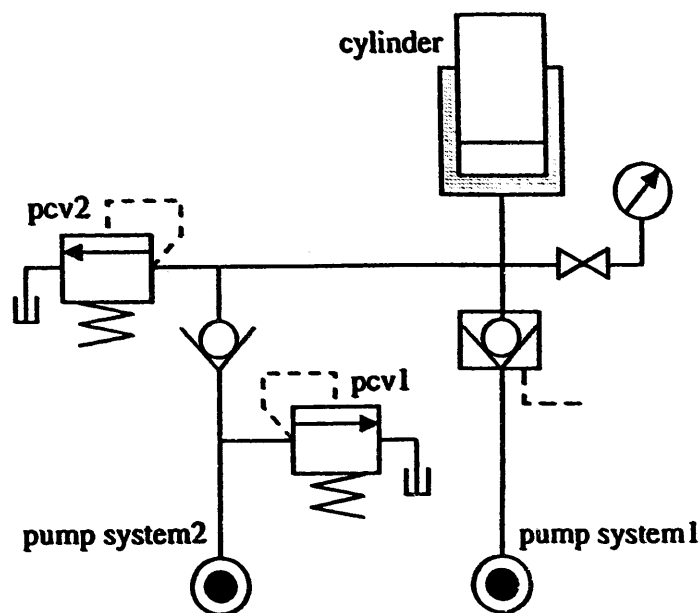 cylinder
pcv2
pcv1
pump system2
pump system1